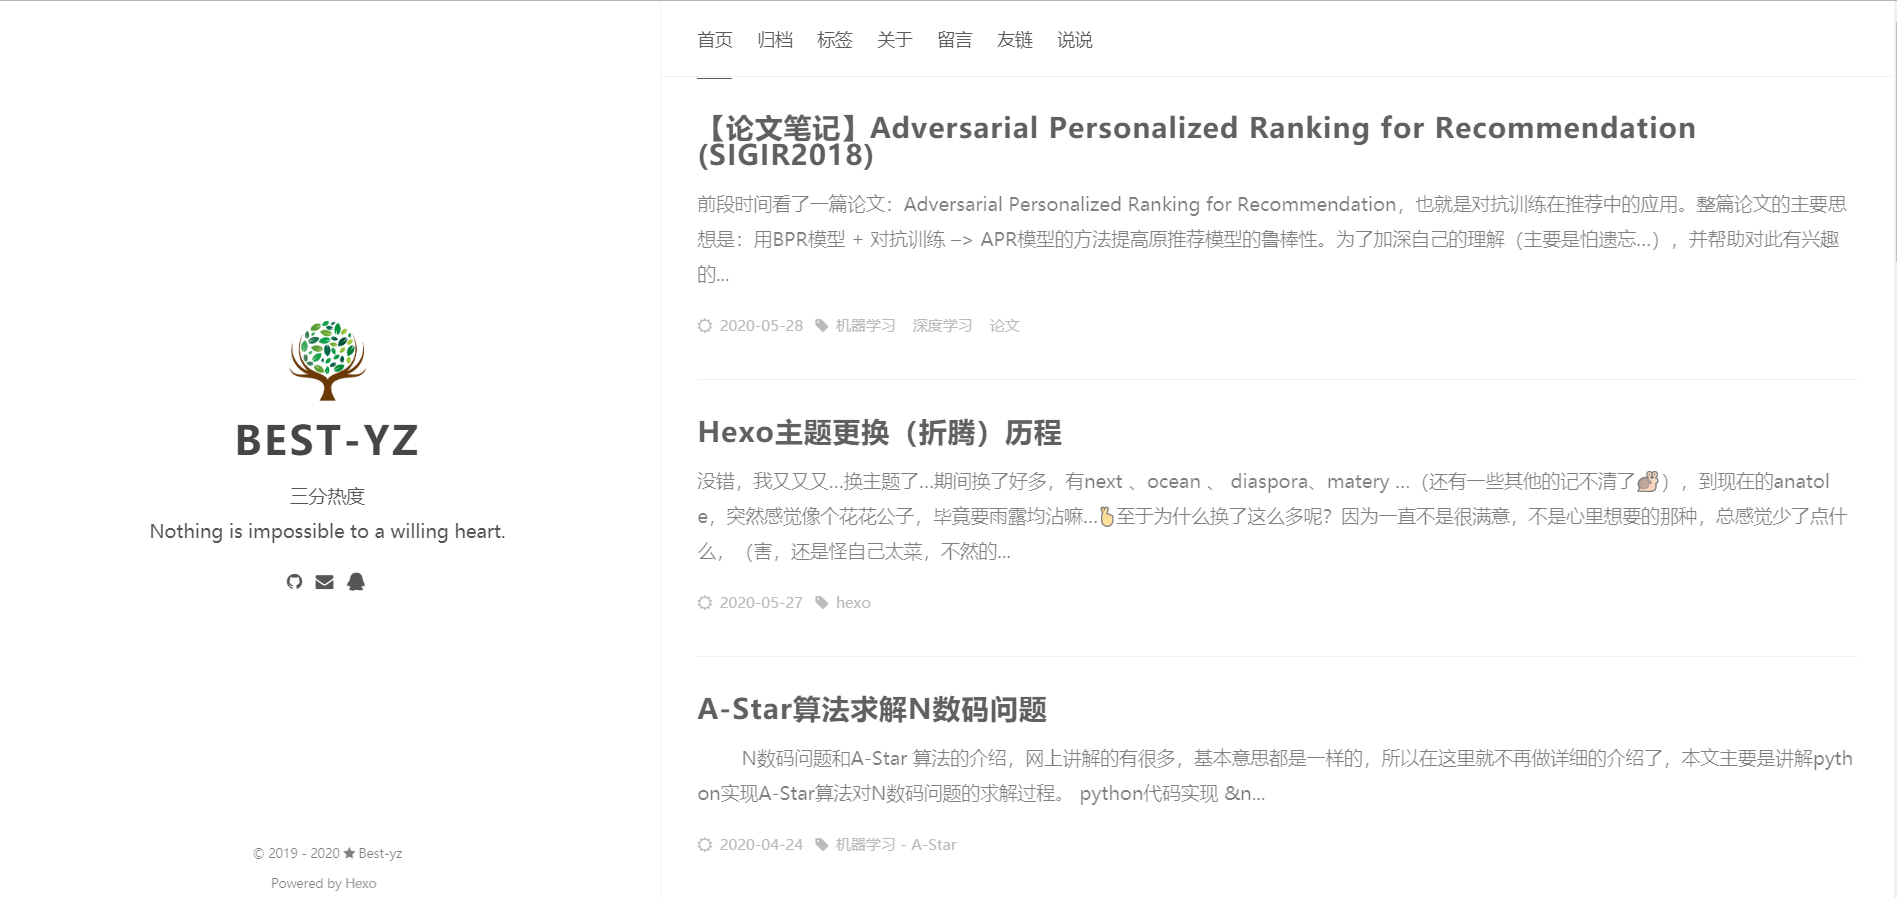 首页 归档 标签 关于 留言 友链 说说
BEST-YZ
三分热度
Nothing is impossible to a willing heart.
© 2019 - 2020 ★ Best-yz
Powered by Hexo
【论文笔记】Adversarial Personalized Ranking for Recommendation
(SIGIR2018)
前段时间看了一篇论文：Adversarial Personalized Ranking for Recommendation，也就是对抗训练在推荐中的应用。整篇论文的主要思
想是：用BPR模型 + 对抗训练 –> APR模型的方法提高原推荐模型的鲁棒性。为了加深自己的理解（主要是怕遗忘...），并帮助对此有兴趣
的...
2020-05-28 机器学习 深度学习 论文
Hexo主题更换（折腾）历程
没错，我又又又...换主题了...期间换了好多，有next 、ocean 、 diaspora、matery ...（还有一些其他的记不清了🐌），到现在的anatol
e，突然感觉像个花花公子，毕竟要雨露均沾嘛...🫰至于为什么换了这么多呢？因为一直不是很满意，不是心里想要的那种，总感觉少了点什
么，（害，还是怪自己太菜，不然的...
2020-05-27 hexo
A-Star算法求解N数码问题
N数码问题和A-Star 算法的介绍，网上讲解的有很多，基本意思都是一样的，所以在这里就不再做详细的介绍了，本文主要是讲解pyth
on实现A-Star算法对N数码问题的求解过程。 python代码实现 &n...
2020-04-24 机器学习 - A-Star